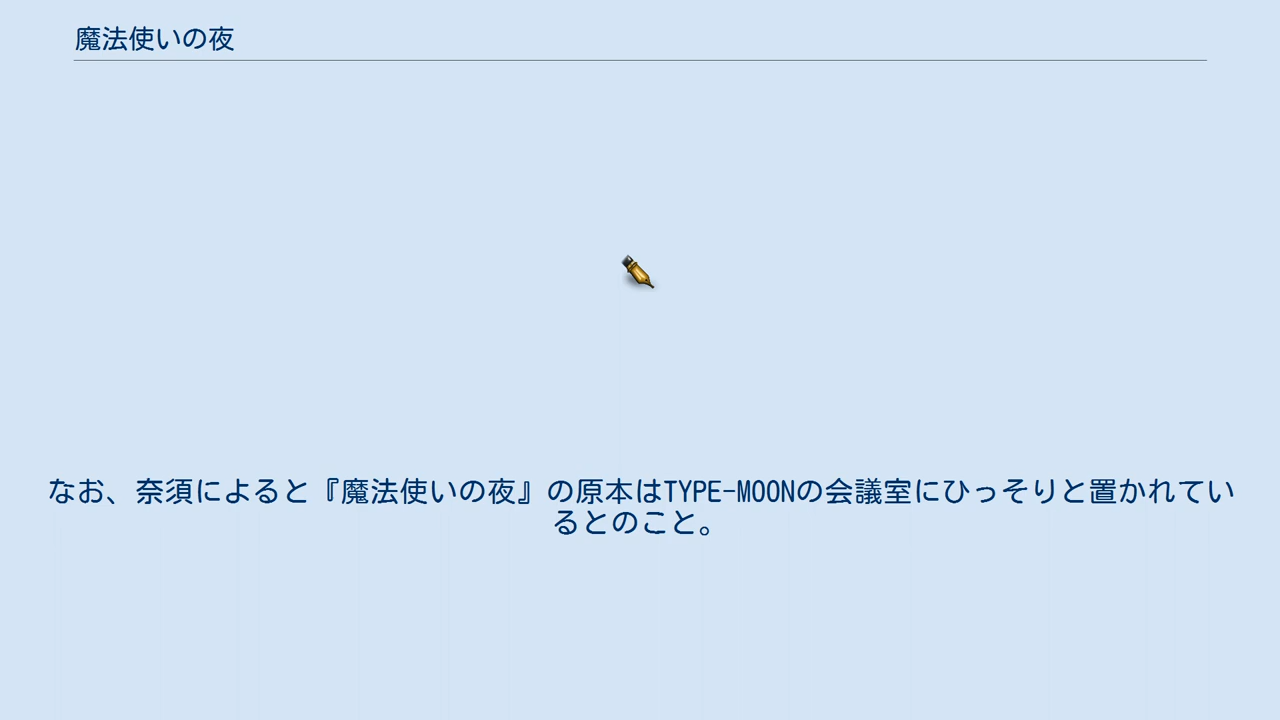 魔法使いの夜
なお、奈須によると『魔法使いの夜』の原本はTYPE-MOONの会議室にひっそりと置かれてい
るとのこと。